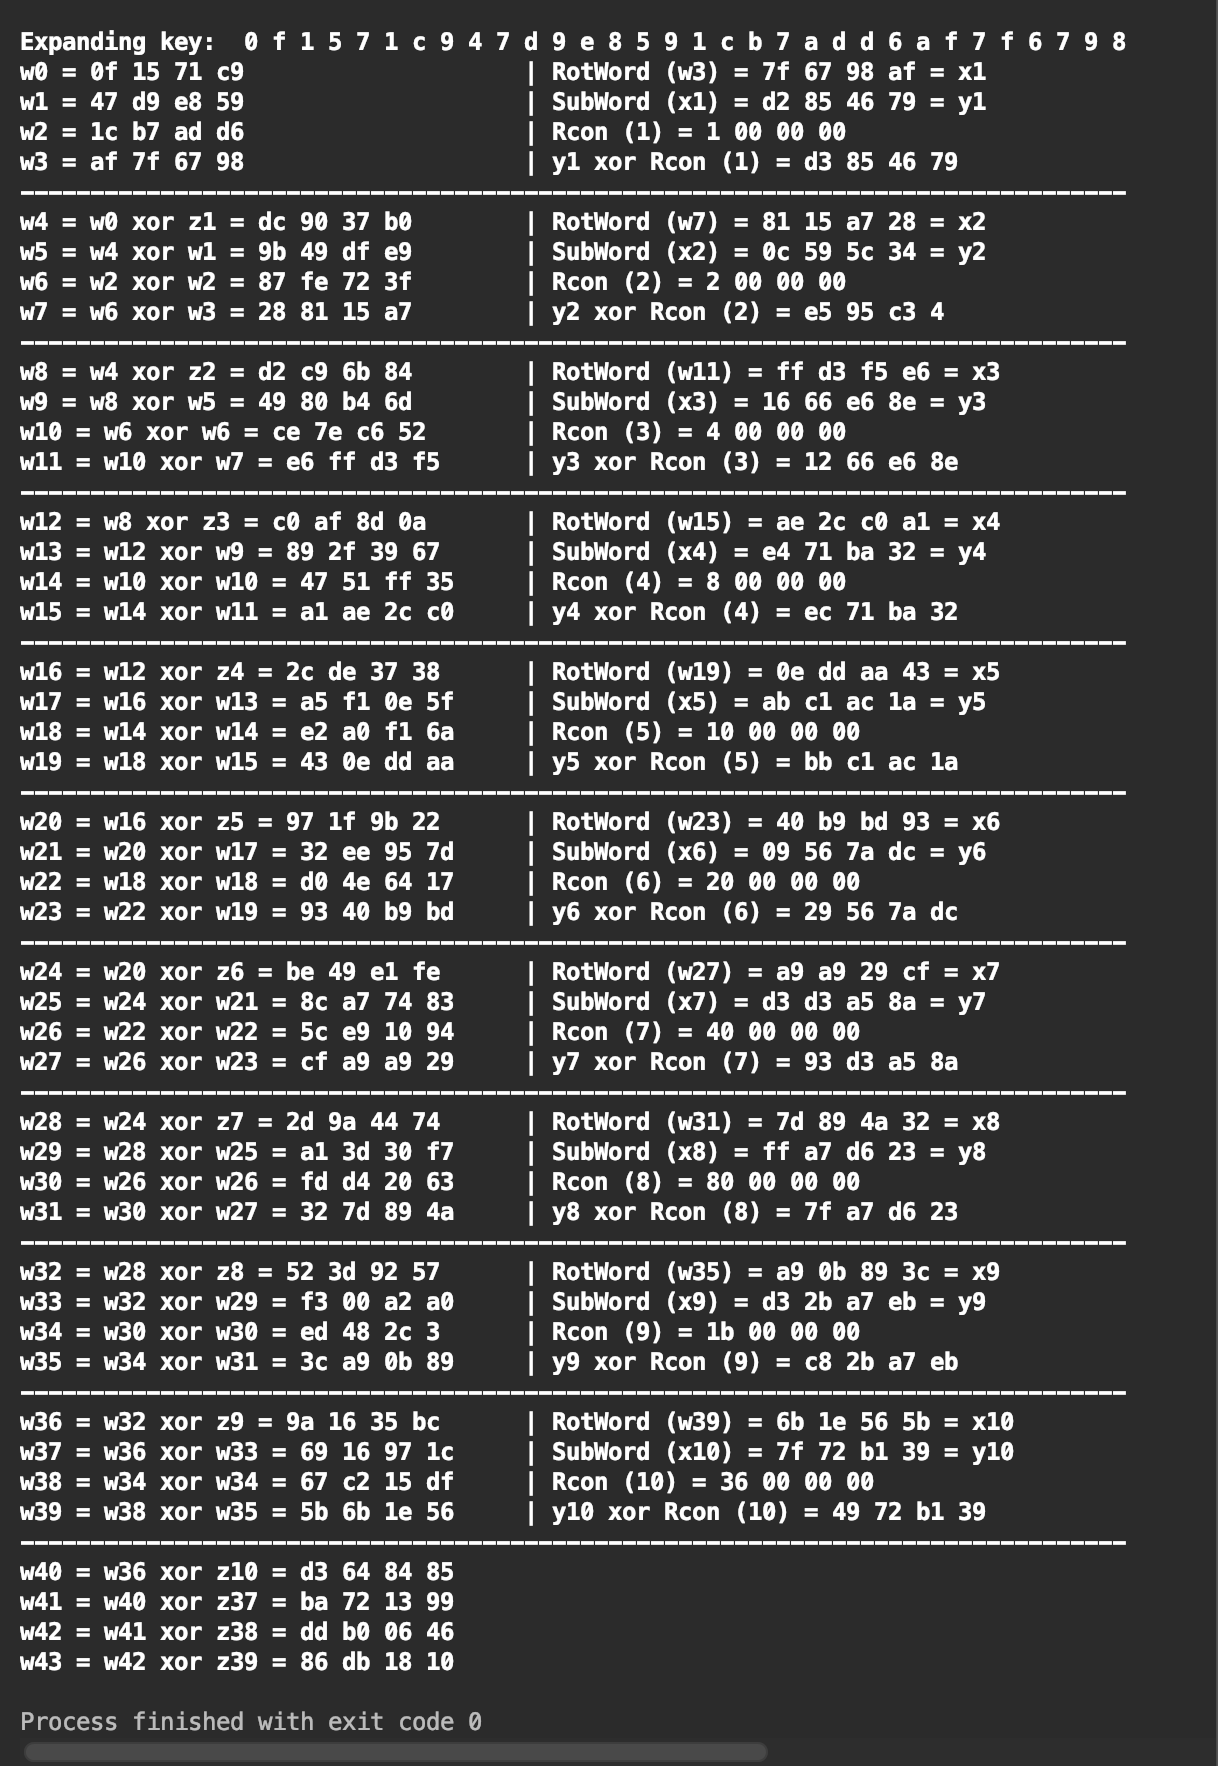 Expanding key:  0 f 1 5 7 1 c 9 4 7 d 9 e 8 5 9 1 c b 7 a d d 6 a f 7 f 6 7 9 8
w0 = 0f 15 71 c9 | RotWord (w3) = 7f 67 98 af = x1
w1 = 47 d9 e8 59 | SubWord (x1) = d2 85 46 79 = y1
w2 = 1c b7 ad d6 | Rcon (1) = 1 00 00 00
w3 = af 7f 67 98 | y1 xor Rcon (1) = d3 85 46 79
w4 = w0 xor z1 = dc 90 37 b0 | RotWord (w7) = 81 15 a7 28 = x2
w5 = w4 xor w1 = 9b 49 df e9 | SubWord (x2) = 0c 59 5c 34 = y2
w6 = w2 xor w2 = 87 fe 72 3f | Rcon (2) = 2 00 00 00
w7 = w6 xor w3 = 28 81 15 a7 | y2 xor Rcon (2) = e5 95 c3 4
w8 = w4 xor z2 = d2 c9 6b 84 | RotWord (w11) = ff d3 f5 e6 = x3
w9 = w8 xor w5 = 49 80 b4 6d | SubWord (x3) = 16 66 e6 8e = y3
w10 = w6 xor w6 = ce 7e c6 52 | Rcon (3) = 4 00 00 00
w11 = w10 xor w7 = e6 ff d3 f5 | y3 xor Rcon (3) = 12 66 e6 8e
w12 = w8 xor z3 = c0 af 8d 0a | RotWord (w15) = ae 2c c0 a1 = x4
w13 = w12 xor w9 = 89 2f 39 67 | SubWord (x4) = e4 71 ba 32 = y4
w14 = w10 xor w10 = 47 51 ff 35 | Rcon (4) = 8 00 00 00
w15 = w14 xor w11 = a1 ae 2c c0 | y4 xor Rcon (4) = ec 71 ba 32
w16 = w12 xor z4 = 2c de 37 38 | RotWord (w19) = 0e dd aa 43 = x5
w17 = w16 xor w13 = a5 f1 0e 5f | SubWord (x5) = ab c1 ac 1a = y5
w18 = w14 xor w14 = e2 a0 f1 6a | Rcon (5) = 10 00 00 00
w19 = w18 xor w15 = 43 0e dd aa | y5 xor Rcon (5) = bb c1 ac 1a
w20 = w16 xor z5 = 97 1f 9b 22 | RotWord (w23) = 40 b9 bd 93 = x6
w21 = w20 xor w17 = 32 ee 95 7d | SubWord (x6) = 09 56 7a dc = y6
w22 = w18 xor w18 = d0 4e 64 17 | Rcon (6) = 20 00 00 00
w23 = w22 xor w19 = 93 40 b9 bd | y6 xor Rcon (6) = 29 56 7a dc
w24 = w20 xor z6 = be 49 e1 fe | RotWord (w27) = a9 a9 29 cf = x7
w25 = w24 xor w21 = 8c a7 74 83 | SubWord (x7) = d3 d3 a5 8a = y7
w26 = w22 xor w22 = 5c e9 10 94 | Rcon (7) = 40 00 00 00
w27 = w26 xor w23 = cf a9 a9 29 | y7 xor Rcon (7) = 93 d3 a5 8a
w28 = w24 xor z7 = 2d 9a 44 74 | RotWord (w31) = 7d 89 4a 32 = x8
w29 = w28 xor w25 = a1 3d 30 f7 | SubWord (x8) = ff a7 d6 23 = y8
w30 = w26 xor w26 = fd d4 20 63 | Rcon (8) = 80 00 00 00
w31 = w30 xor w27 = 32 7d 89 4a | y8 xor Rcon (8) = 7f a7 d6 23
w32 = w28 xor z8 = 52 3d 92 57 | RotWord (w35) = a9 0b 89 3c = x9
w33 = w32 xor w29 = f3 00 a2 a0 | SubWord (x9) = d3 2b a7 eb = y9
w34 = w30 xor w30 = ed 48 2c 3 | Rcon (9) = 1b 00 00 00
w35 = w34 xor w31 = 3c a9 0b 89 | y9 xor Rcon (9) = c8 2b a7 eb
w36 = w32 xor z9 = 9a 16 35 bc | RotWord (w39) = 6b 1e 56 5b = x10
w37 = w36 xor w33 = 69 16 97 1c | SubWord (x10) = 7f 72 b1 39 = y10
w38 = w34 xor w34 = 67 c2 15 df | Rcon (10) = 36 00 00 00
w39 = w38 xor w35 = 5b 6b 1e 56 | y10 xor Rcon (10) = 49 72 b1 39
w40 = w36 xor z10 = d3 64 84 85
w41 = w40 xor z37 = ba 72 13 99
w42 = w41 xor z38 = dd b0 06 46
w43 = w42 xor z39 = 86 db 18 10
Process finished with exit code 0